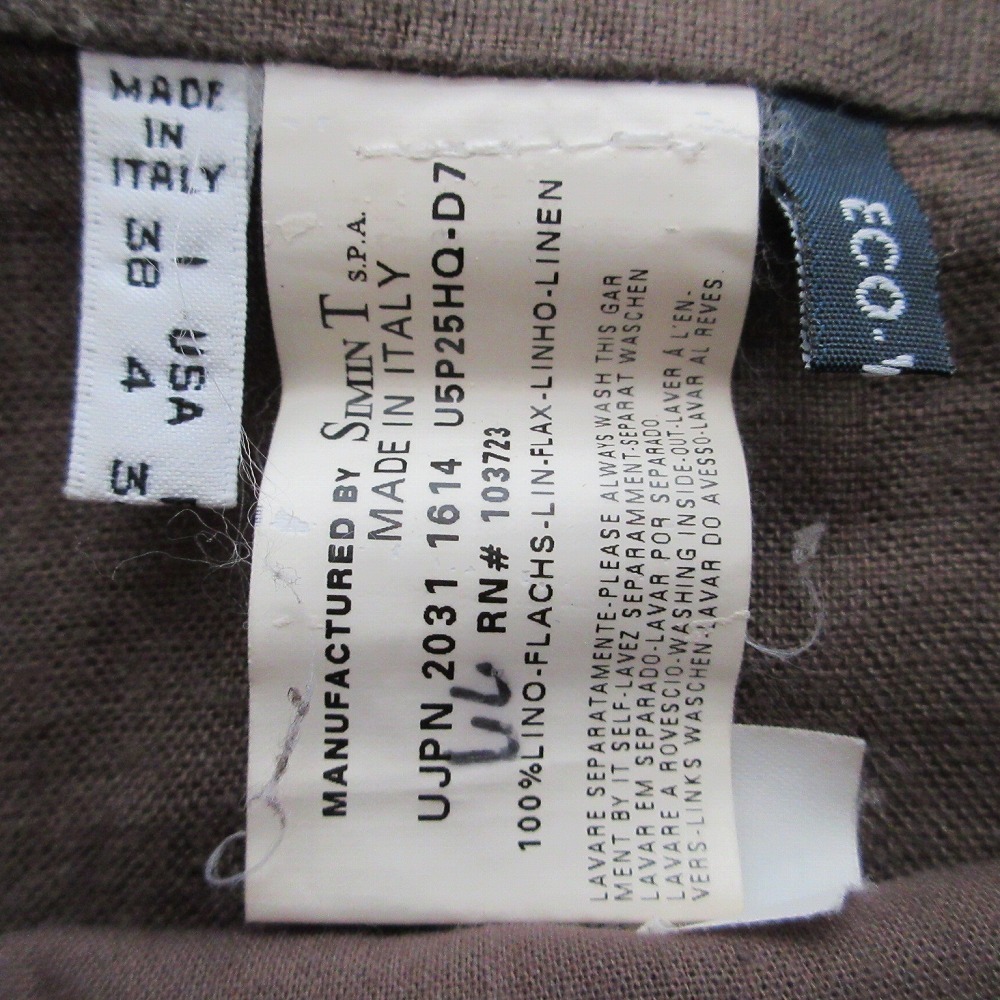 MADE
IN
ITALY
I USA
38 4 3
MANUFACTURED BY SIMIN T S.P.A.
MADE IN ITALY
UJPN 2031 1614 U5P25HQ-D7
RN# 103723
100%LINO-FLACHS-LIN-FLAX-LINHO-LINEN
LAVARE SEPARATAMENTE-PLEASE ALWAYS WASH THIS GAR
MENT BY IT SELF-LAVEZ SEPARAMMENT-SEPARAT WASCHEN
LAVAR EM SEPARADO-LAVAR POR SEPARADO
LAVARE A ROVESCIO-WASHING INSIDE-OUT-LAVER À L'EN-
VERS-LINKS WASCHEN-LAVAR DO AVESSO-LAVAR AL REVES.
ECO.